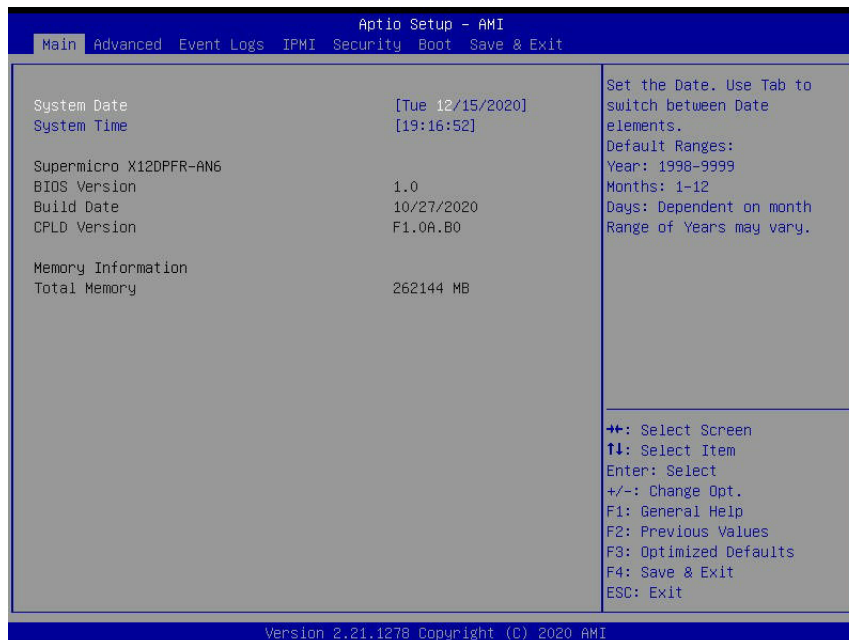 Aptio Setup – AMI
Main Advanced Event Logs IPMI Security Boot Save & Exit
System Date [Tue 12/15/2020]
System Time [19:16:52]
Supermicro X12DPFR-AN6
BIOS Version 1.0
Build Date 10/27/2020
CPLD Version F1.0A.B0
Memory Information
Total Memory 262144 MB
Set the Date. Use Tab to
switch between Date
elements.
Default Ranges:
Year: 1998-9999
Months: 1-12
Days: Dependent on month
Range of Years may vary.
→←: Select Screen
↑↓: Select Item
Enter: Select
+/-: Change Opt.
F1: General Help
F2: Previous Values
F3: Optimized Defaults
F4: Save & Exit
ESC: Exit
Version 2.21.1278 Copyright (C) 2020 AMI